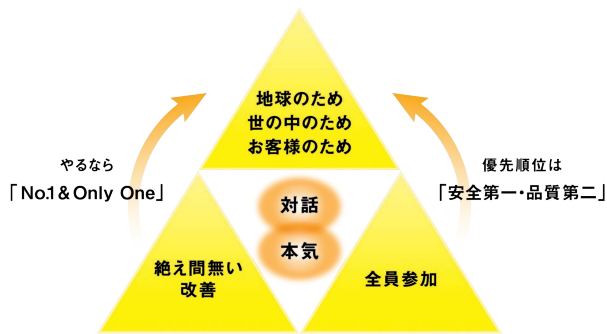 地球のため
世の中のため
お客様のため
やるなら
「No.1&Only One」
優先順位は
「安全第一・品質第二」
対話
本気
絶え間無い
改善
全員参加